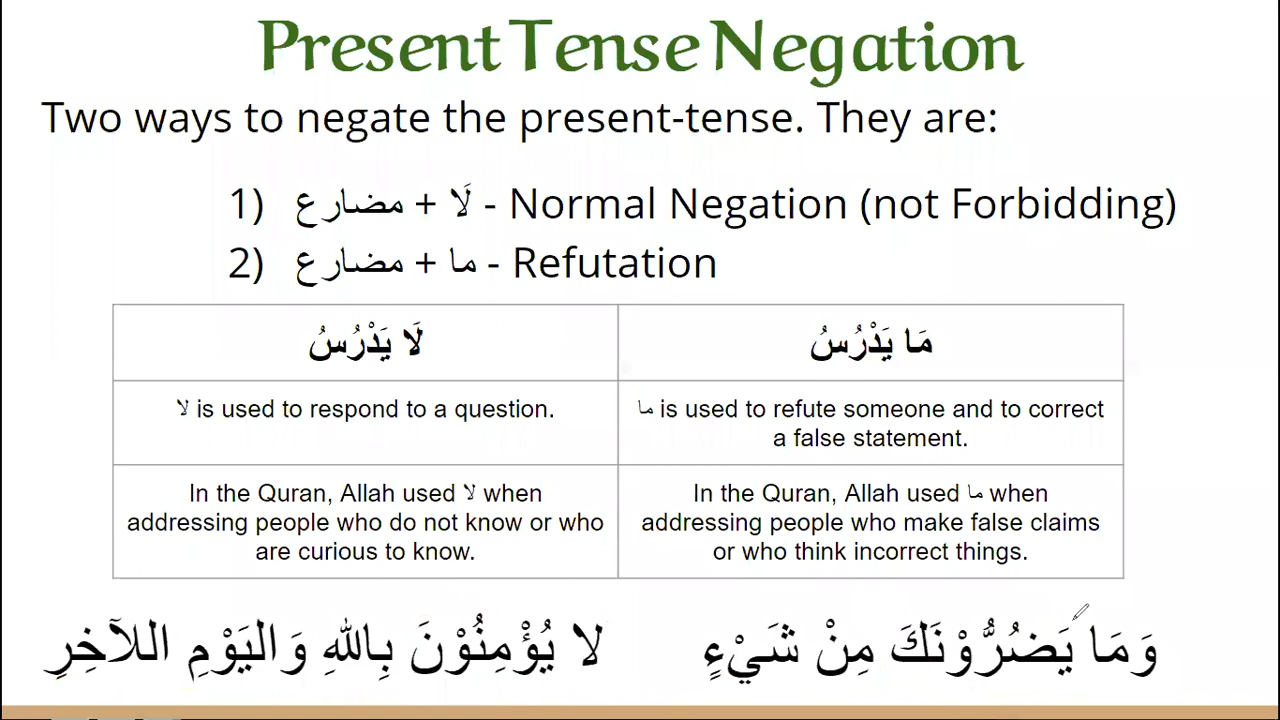 Present Tense Negation
Two ways to negate the present-tense. They are:
1) لَا + مضارع - Normal Negation (not Forbidding)
2) ما + مضارع - Refutation
لَا يَدْرُسُ
مَا يَدْرُسُ
لا is used to respond to a question.
ما is used to refute someone and to correct
a false statement.
In the Quran, Allah used لا when
addressing people who do not know or who
are curious to know.
In the Quran, Allah used ما when
addressing people who make false claims
or who think incorrect things.
وَمَا يَضُرُّوْنَكَ مِنْ شَيْءٍ
لا يُؤْمِنُوْنَ بِاللهِ وَاليَوْمِ اللآخِرِ